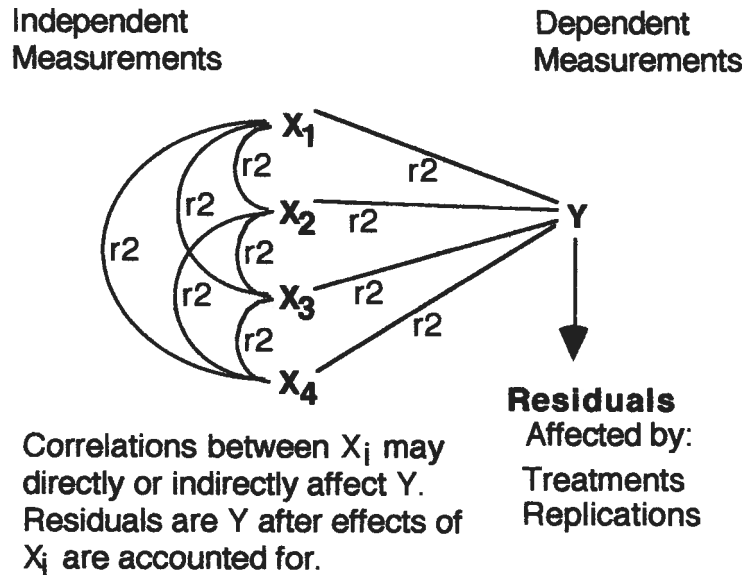 Independent
Measurements
Dependent
Measurements
X1
r2
r2
X2
r2
Y
r2
r2
r2
r2
X3
r2
r2
r2
X4
Residuals
Affected by:
Treatments
Replications
Correlations between Xi may
directly or indirectly affect Y.
Residuals are Y after effects of
Xi are accounted for.